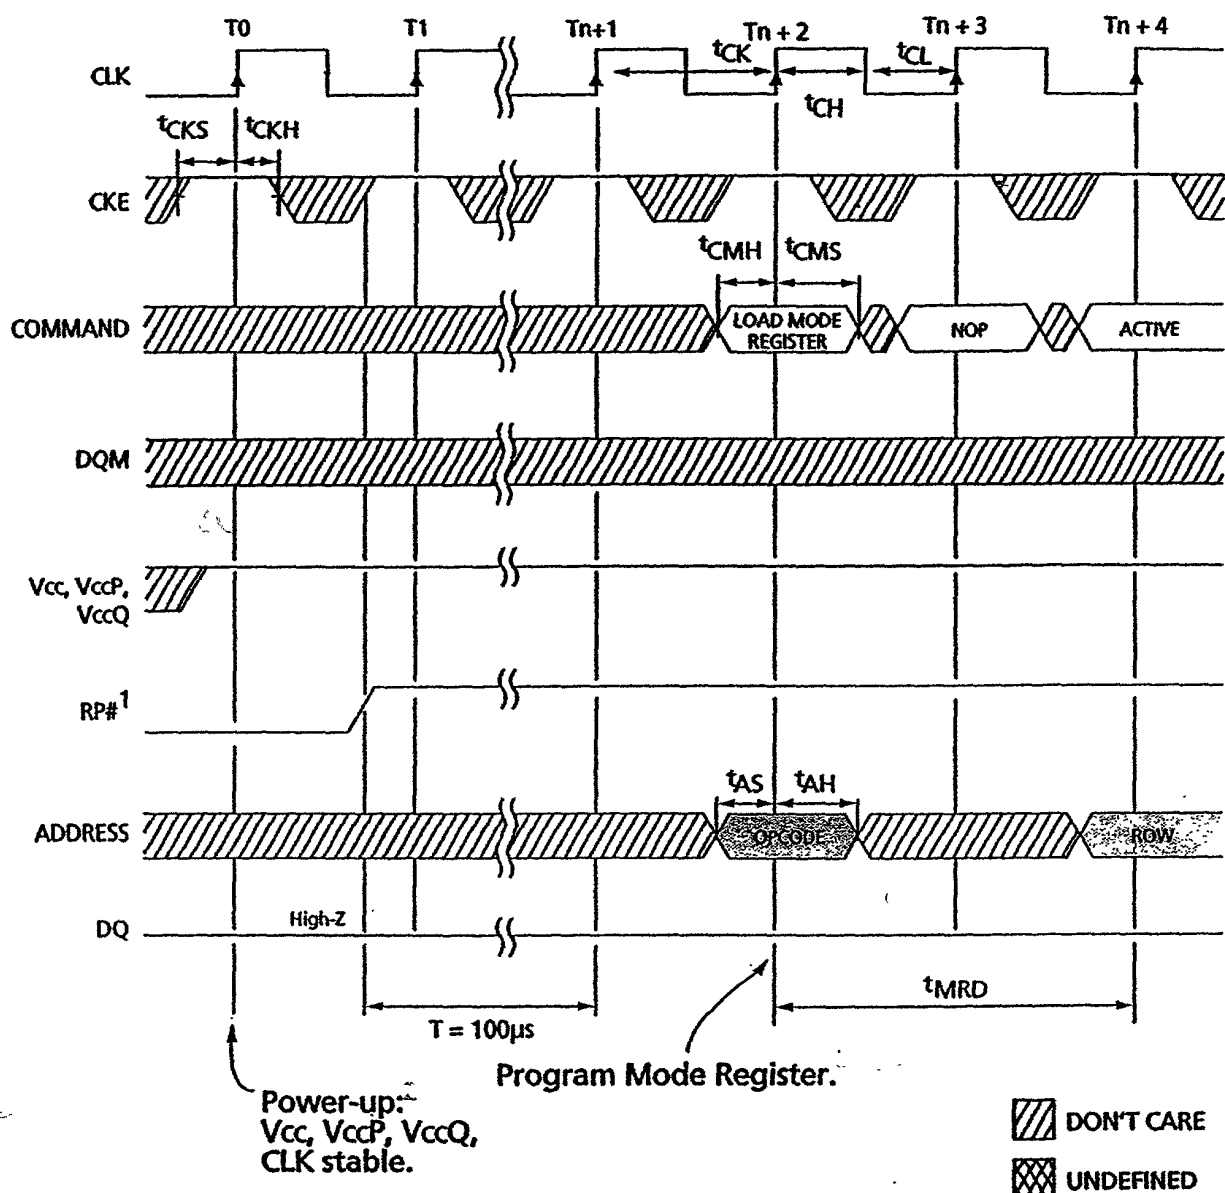 T0 T1 Tn+1 Tn + 2 Tn + 3 Tn + 4
CLK
tCK tCL
tCH
tCKS tCKH
CKE
tCMH tCMS
COMMAND
LOAD MODE
REGISTER
NOP
ACTIVE
DQM
Vcc, VccP,
VccQ
RP#1
tAS tAH
ADDRESS
OPCODE
ROW
DQ
High-Z
T = 100µs
tMRD
Program Mode Register.
Power-up:
Vcc, VccP, VccQ,
CLK stable.
DON'T CARE
UNDEFINED